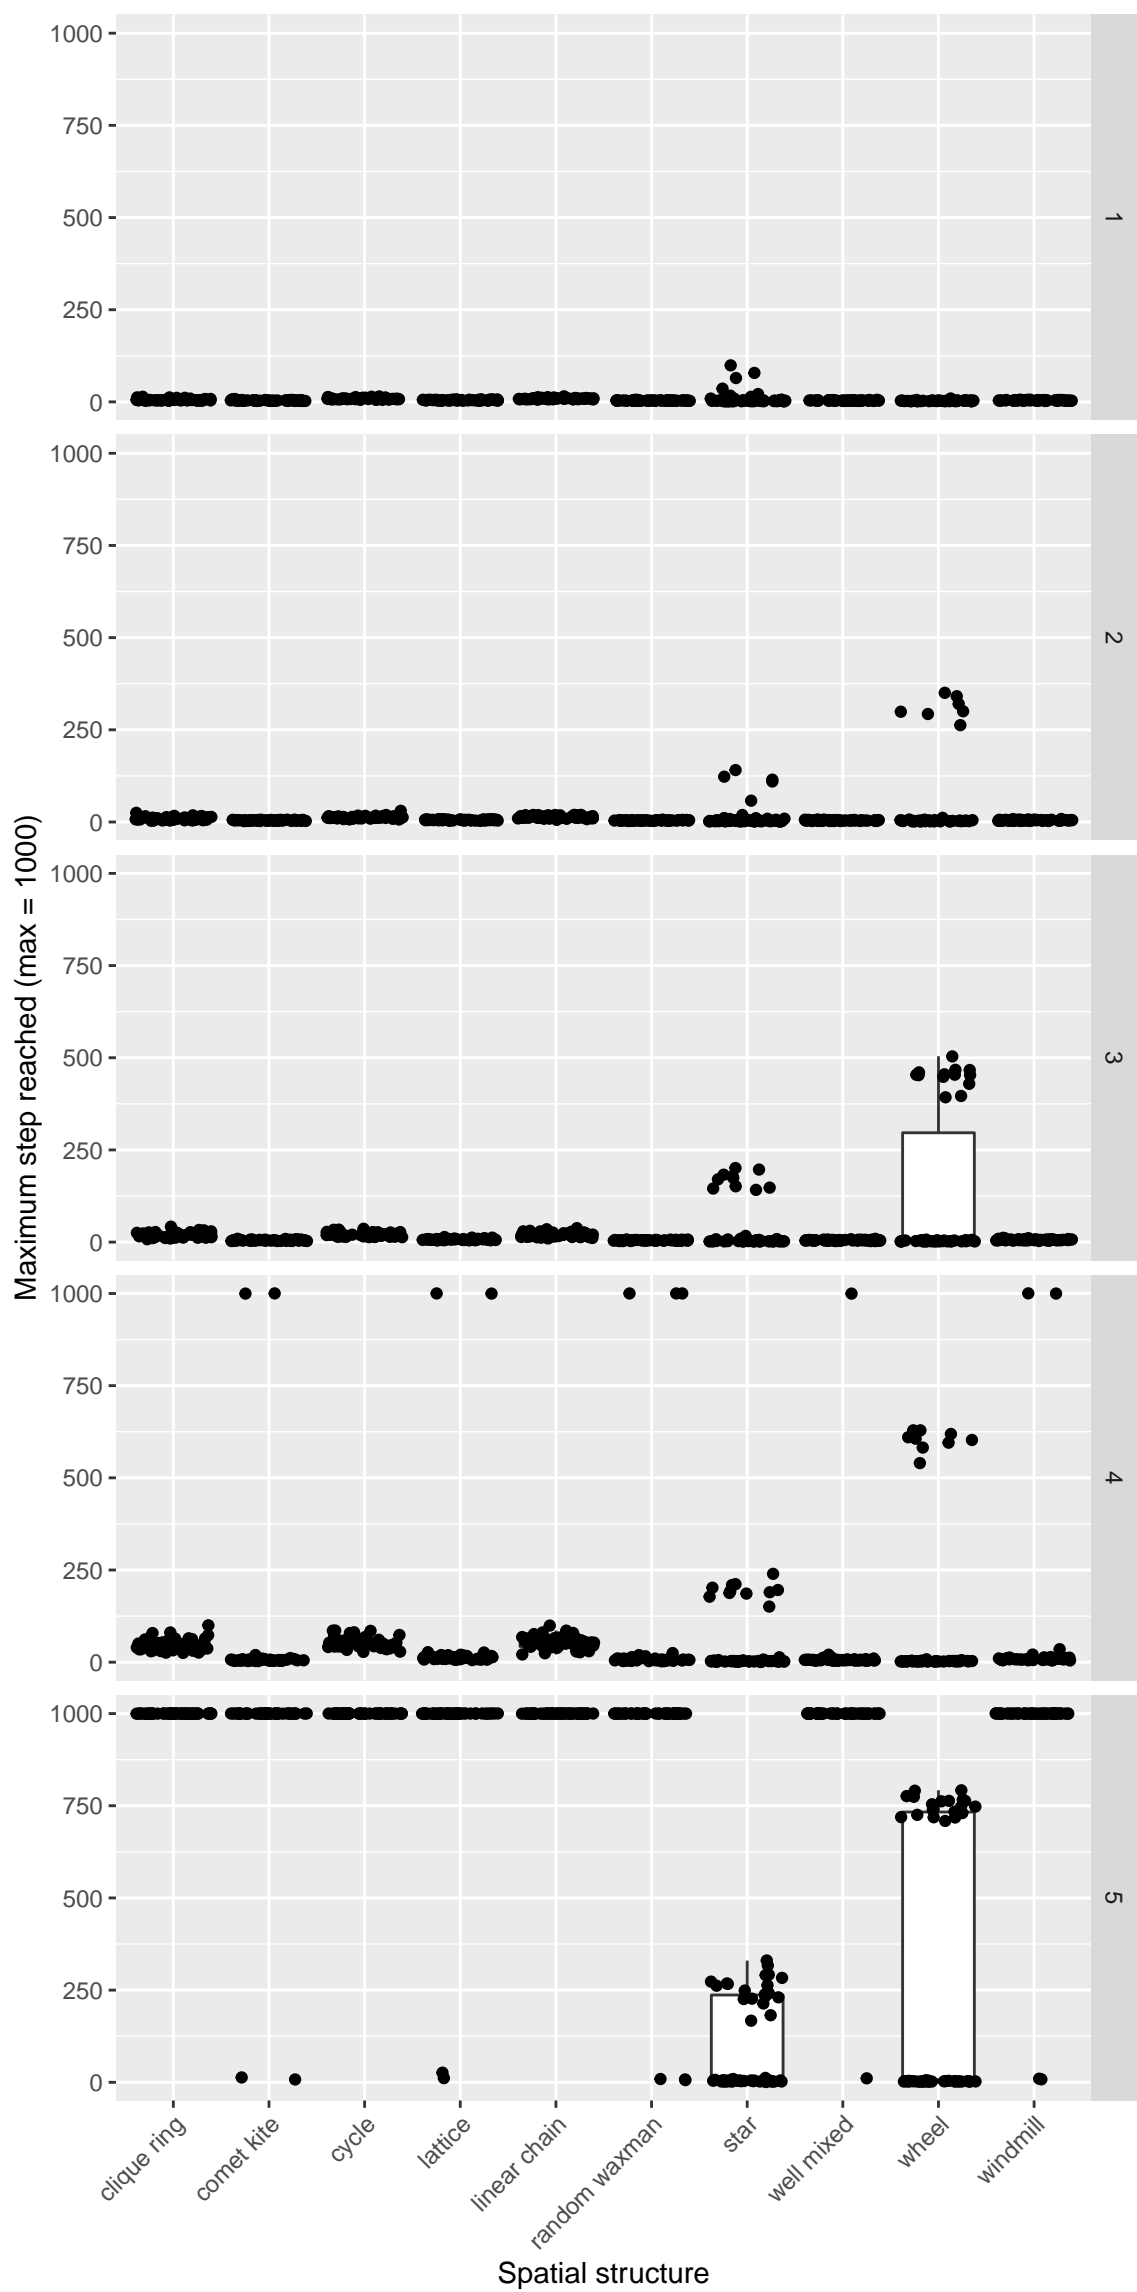 Maximum step reached (max = 1000)
1000
750
500
250
0
1
1000
750
500
250
0
2
1000
750
500
250
0
3
1000
750
500
250
0
4
1000
750
500
250
0
5
clique ring
comet kite
cycle
lattice
linear chain
random waxman
star
well mixed
wheel
windmill
Spatial structure